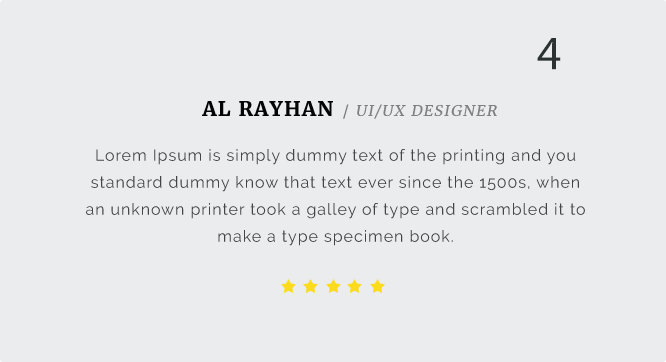 4
AL RAYHAN / UI/UX DESIGNER
Lorem Ipsum is simply dummy text of the printing and you
standard dummy know that text ever since the 1500s, when
an unknown printer took a galley of type and scrambled it to
make a type specimen book.